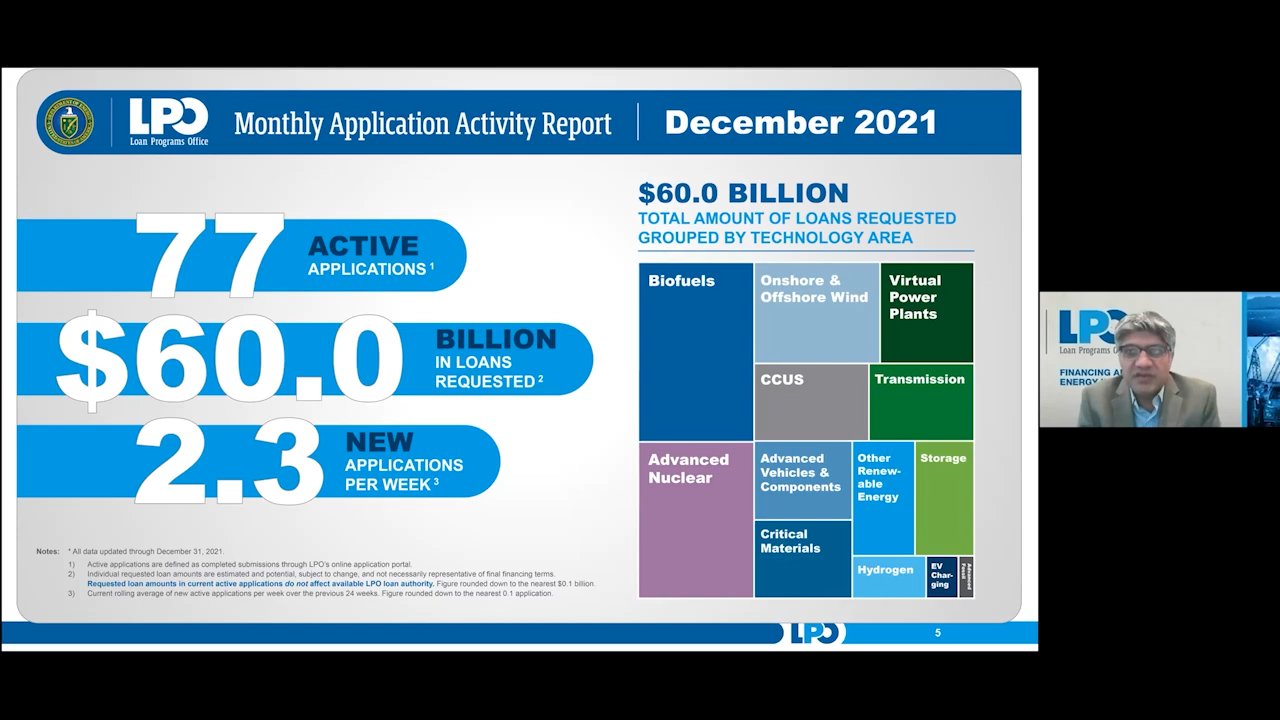 LPO
Loan Programs Office
Monthly Application Activity Report
December 2021
77
ACTIVE
APPLICATIONS 1
$60.0
BILLION
IN LOANS
REQUESTED 2
2.3
NEW
APPLICATIONS
PER WEEK 3
Notes: * All data updated through December 31, 2021.
1) Active applications are defined as completed submissions through LPO's online application portal.
2) Individual requested loan amounts are estimated and potential, subject to change, and not necessarily representative of final financing terms.
Requested loan amounts in current active applications do not affect available LPO loan authority. Figure rounded down to the nearest $0.1 billion.
3) Current rolling average of new active applications per week over the previous 24 weeks. Figure rounded down to the nearest 0.1 application.
$60.0 BILLION
TOTAL AMOUNT OF LOANS REQUESTED
GROUPED BY TECHNOLOGY AREA
Biofuels
Onshore &
Offshore Wind
Virtual
Power
Plants
CCUS
Transmission
Advanced
Nuclear
Advanced
Vehicles &
Components
Other
Renew-
able
Energy
Storage
Critical
Materials
Hydrogen
EV
Char-
ging
Advanced
Fossil
LPO
5
LPO
Loan Programs
FINANCING
ENERGY